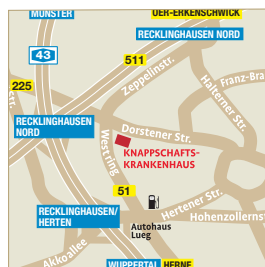 MÜNSTER
OER-ERKENSCHWICK
RECKLINGHAUSEN NORD
43
511
Zeppelinstr.
Halterner Str.
Franz-Bra
225
RECKLINGHAUSEN
NORD
Dorstener Str.
Westring
KNAPPSCHAFTS-
KRANKENHAUS
51
RECKLINGHAUSEN/
HERTEN
Autohaus
Lueg
Hertener Str.
Hohenzollernst
Akkoallee
WUPPERTAL
HERNE